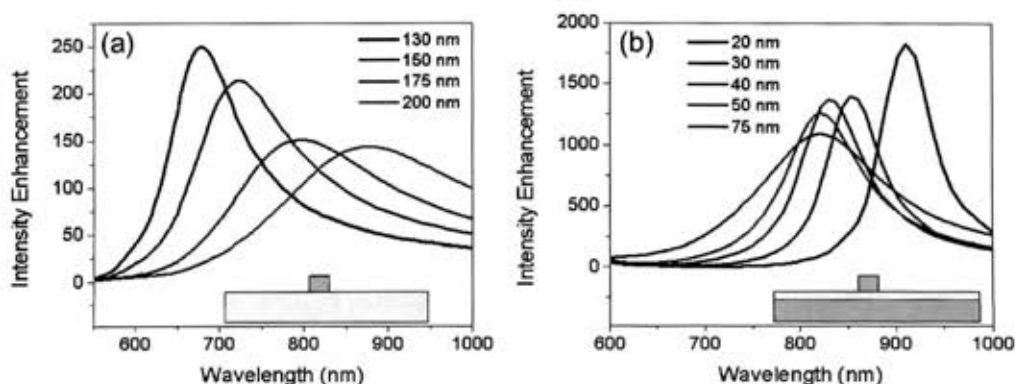 (a)
130 nm
150 nm
175 nm
200 nm
Intensity Enhancement
250
200
150
100
50
0
600 700 800 900 1000
Wavelength (nm)
(b)
20 nm
30 nm
40 nm
50 nm
75 nm
Intensity Enhancement
2000
1500
1000
500
0
600 700 800 900 1000
Wavelength (nm)